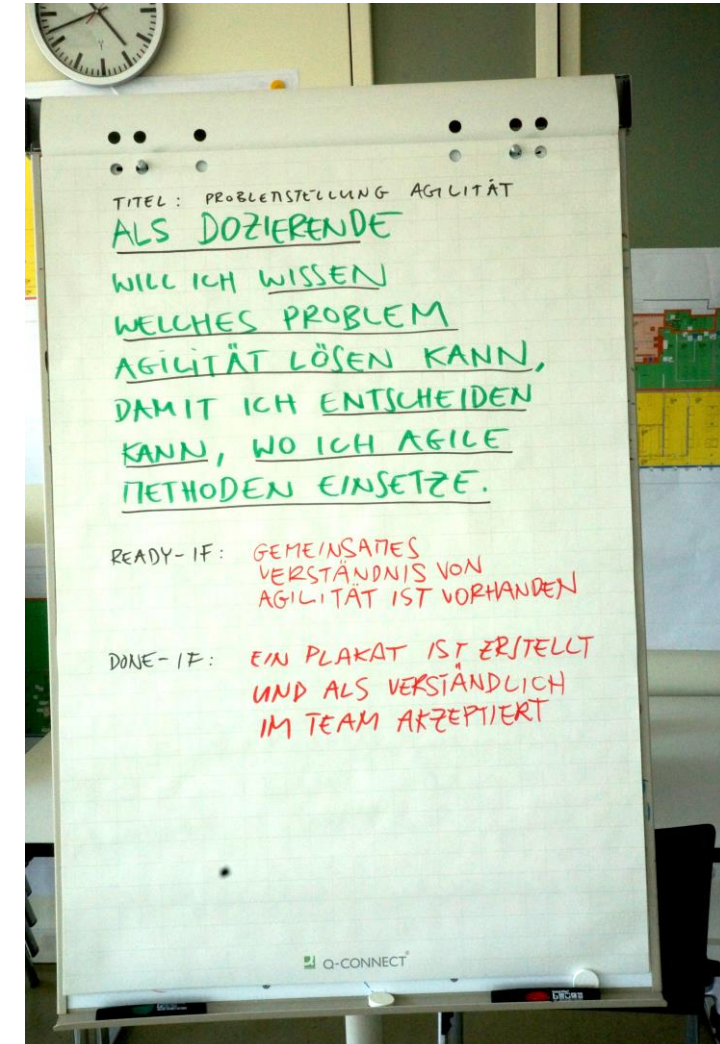 TITEL: PROBLEMSTELLUNG AGILITÄT
ALS DOZIERENDE
WILL ICH WISSEN
WELCHES PROBLEM
AGILITÄT LÖSEN KANN,
DAMIT ICH ENTSCHEIDEN
KANN, WO ICH AGILE
METHODEN EINSETZE.
READY-IF: GEMEINSAMES
VERSTÄNDNIS VON
AGILITÄT IST VORHANDEN
DONE-IF: EIN PLAKAT IST ERSTELLT
UND ALS VERSTÄNDLICH
IM TEAM AKZEPTIERT
Q-CONNECT®